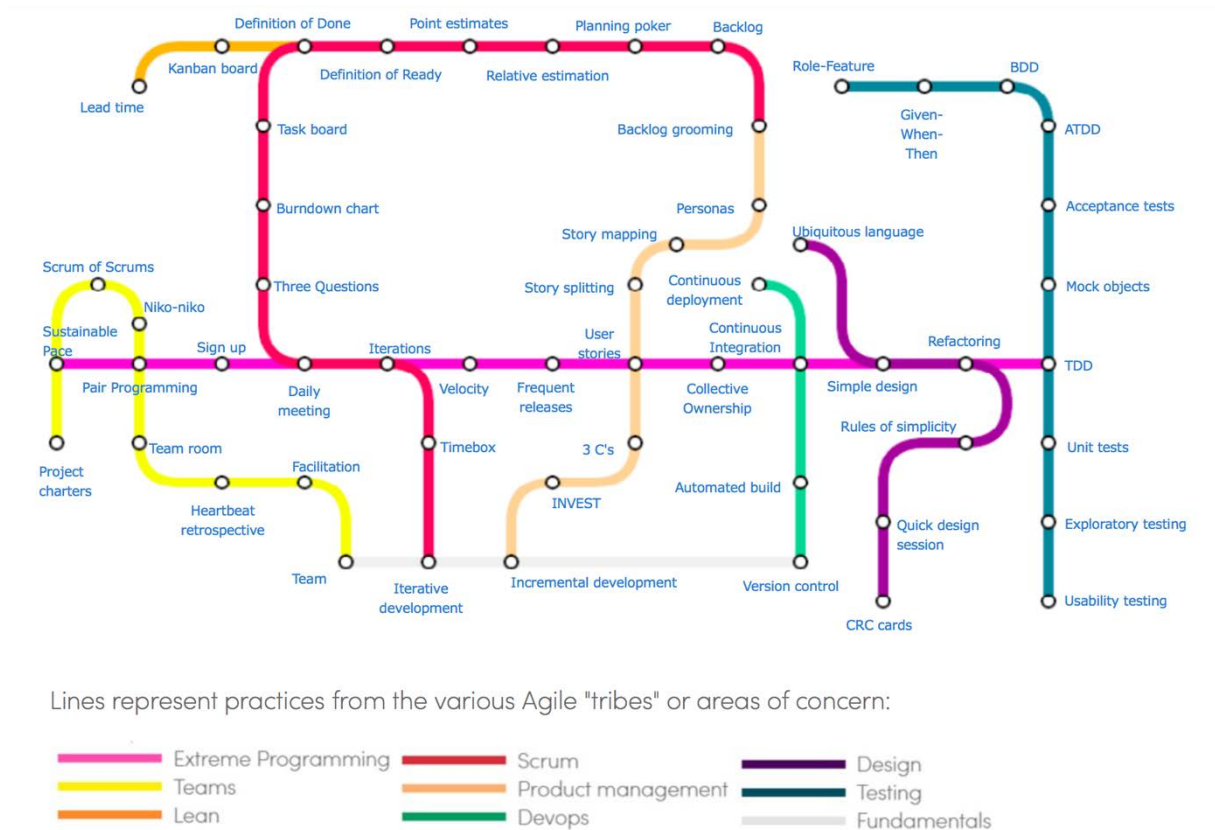 Definition of Done
Point estimates
Planning poker
Backlog
Kanban board
Definition of Ready
Relative estimation
Lead time
Role-Feature
BDD
Given-
When-
Then
ATDD
Task board
Backlog grooming
Burndown chart
Personas
Acceptance tests
Story mapping
Ubiquitous language
Scrum of Scrums
Niko-niko
Three Questions
Story splitting
Continuous
deployment
Mock objects
Sustainable
Pace
Pair Programming
Sign up
Daily
meeting
Iterations
Velocity
Frequent
releases
User
stories
Continuous
Integration
Collective
Ownership
Simple design
Refactoring
TDD
Project
charters
Team room
Heartbeat
retrospective
Facilitation
Timebox
3 C's
INVEST
Automated build
Rules of simplicity
Unit tests
Quick design
session
Exploratory testing
Team
Iterative
development
Incremental development
Version control
CRC cards
Usability testing
Lines represent practices from the various Agile "tribes" or areas of concern:
Extreme Programming
Teams
Lean
Scrum
Product management
Devops
Design
Testing
Fundamentals